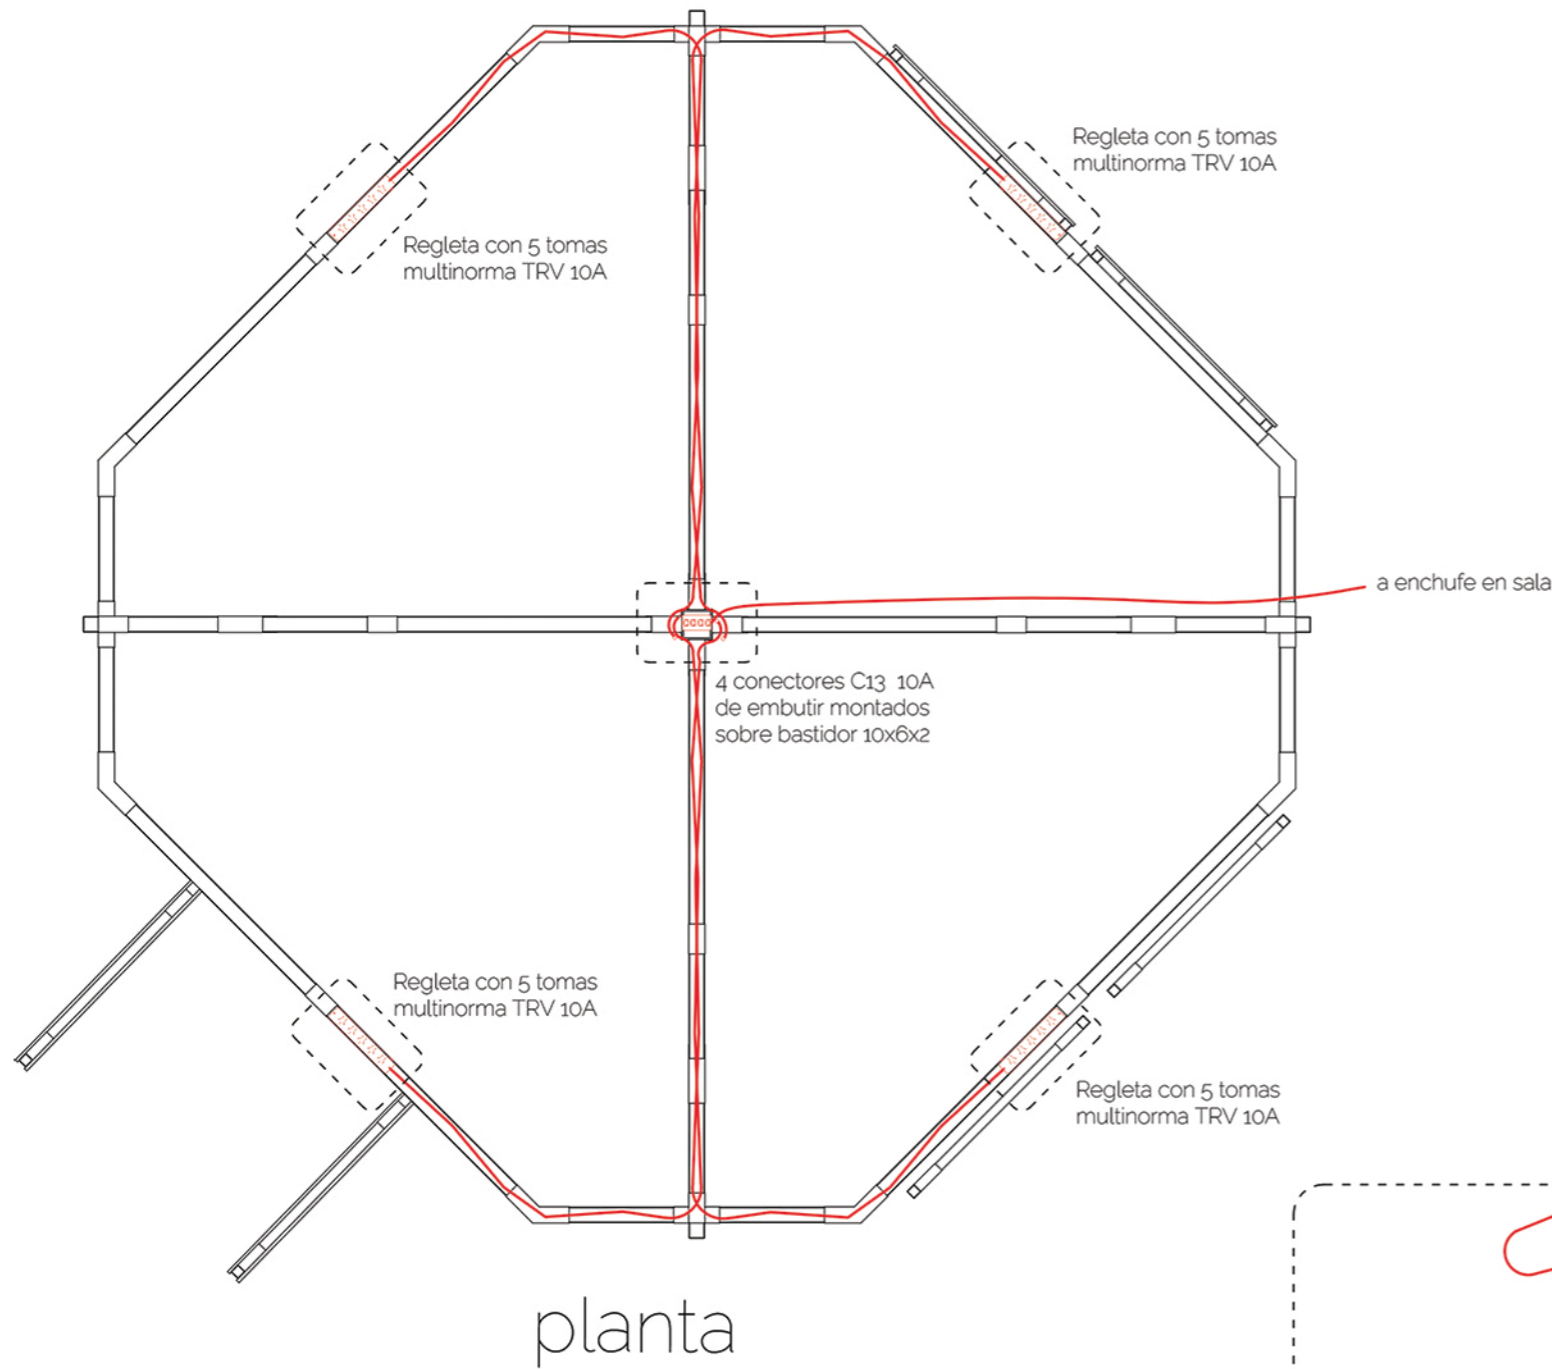 Regleta con 5 tomas
multinorma TRV 10A
Regleta con 5 tomas
multinorma TRV 10A
a enchufe en sala
4 conectores C13 10A
de embutir montados
sobre bastidor 10x6x2
Regleta con 5 tomas
multinorma TRV 10A
Regleta con 5 tomas
multinorma TRV 10A
planta